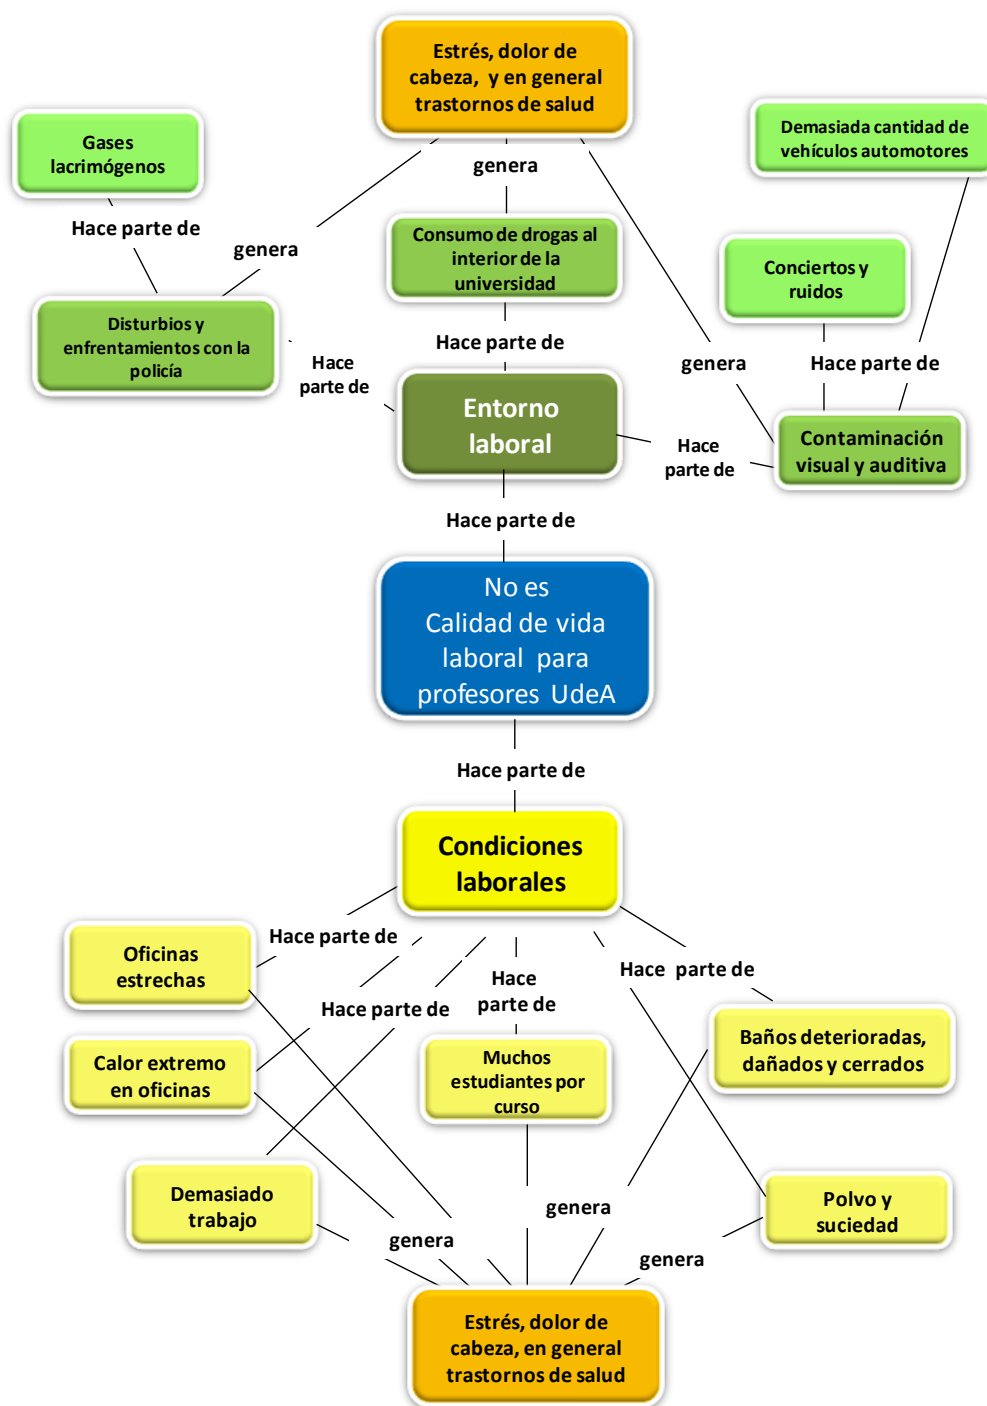 Estrés, dolor de
cabeza, y en general
trastornos de salud
Demasiada cantidad de
vehículos automotores
Gases
lacrimógenos
genera
Hace parte de
genera
Consumo de drogas al
interior de la
universidad
Conciertos y
ruidos
Disturbios y
enfrentamientos con la
policía
Hace
parte de
Hace parte de
genera
Hace parte de
Entorno
laboral
Hace
parte de
Contaminación
visual y auditiva
Hace parte de
No es
Calidad de vida
laboral para
profesores UdeA
Hace parte de
Condiciones
laborales
Hace parte de
Oficinas
estrechas
Hace
parte de
Hace parte de
Hace parte de
Calor extremo
en oficinas
Muchos
estudiantes por
curso
Baños deterioradas,
dañados y cerrados
Demasiado
trabajo
genera
Polvo y
suciedad
genera
genera
Estrés, dolor de
cabeza, en general
trastornos de salud